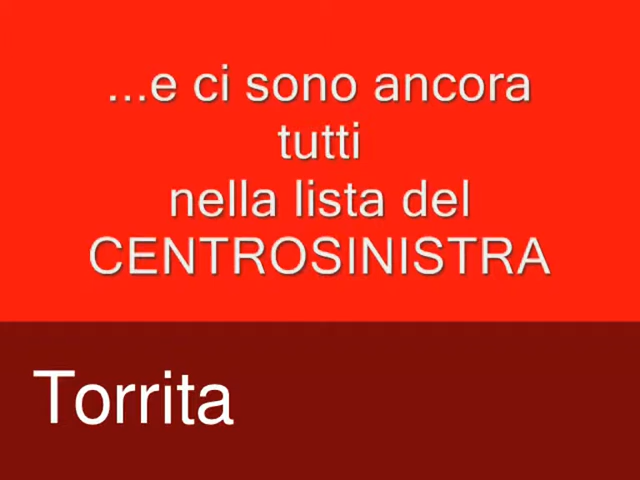 ...e ci sono ancora
tutti
nella lista del
CENTROSINISTRA
Torrita